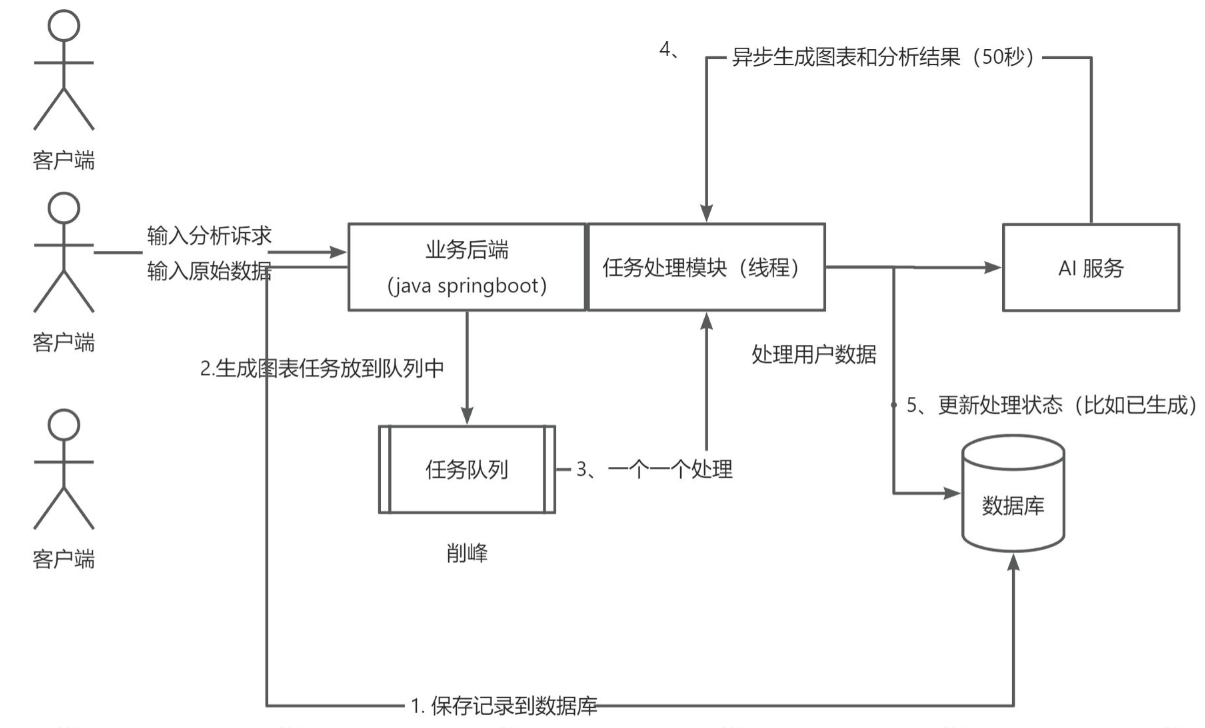 4、
异步生成图表和分析结果（50秒）
客户端
输入分析诉求
输入原始数据
业务后端
（java springboot）
任务处理模块（线程）
AI 服务
客户端
2.生成图表任务放到队列中
处理用户数据
5、更新处理状态（比如已生成）
任务队列
3、一个一个处理
数据库
削峰
客户端
1. 保存记录到数据库